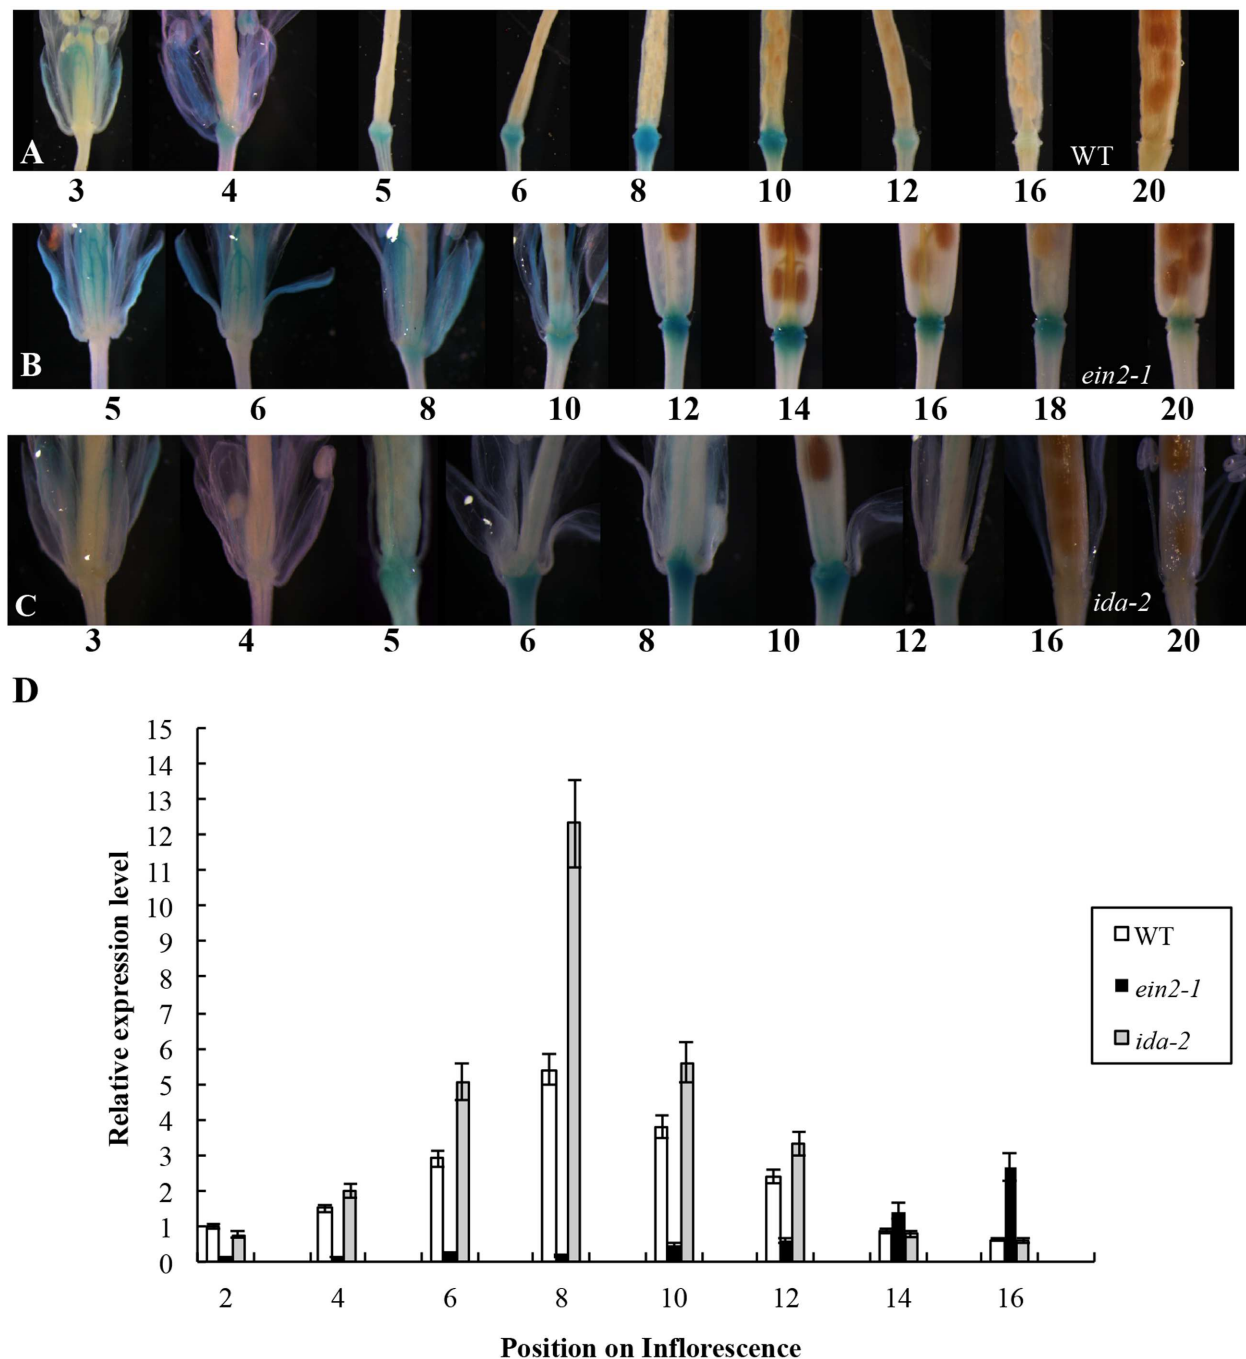 A
WT
3 4 5 6 8 10 12 16 20
B
ein2-1
5 6 8 10 12 14 16 18 20
C
ida-2
3 4 5 6 8 10 12 16 20
D
15
14
13
12
11
10
9
8
7
6
5
4
3
2
1
0
Relative expression level
WT
ein2-1
ida-2
2 4 6 8 10 12 14 16
Position on Inflorescence